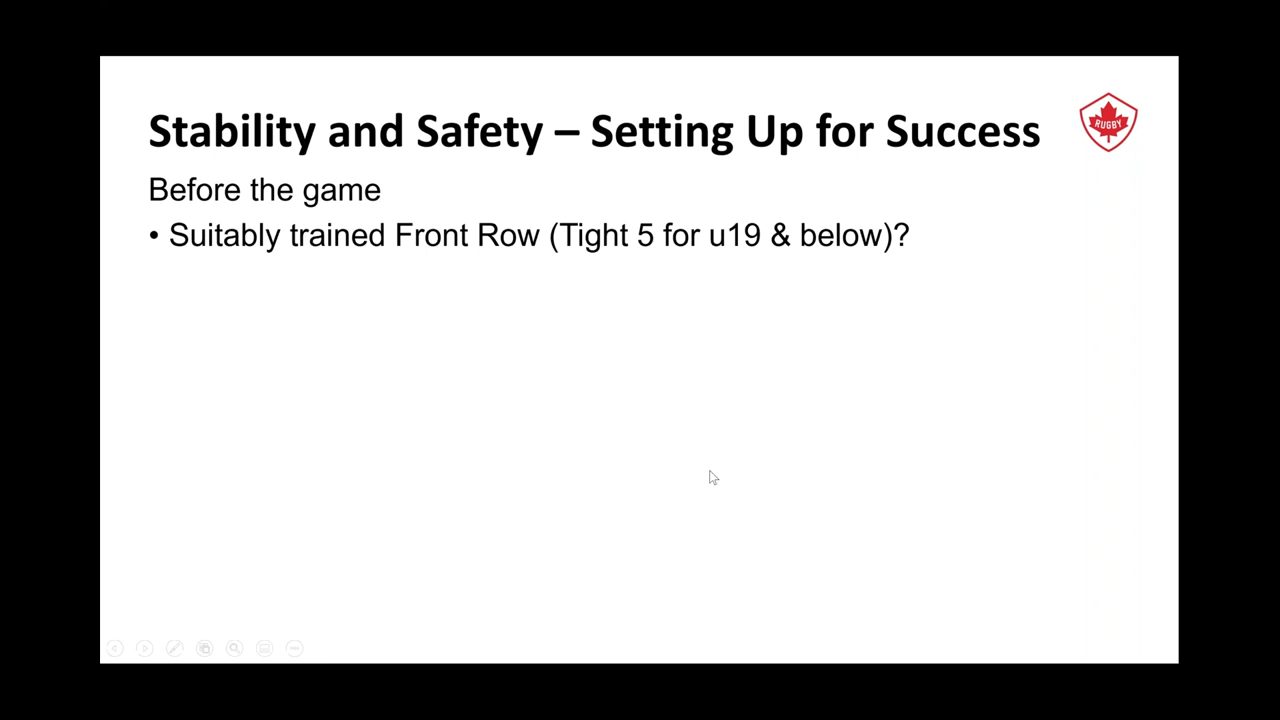 Stability and Safety – Setting Up for Success
RUGBY
Before the game
• Suitably trained Front Row (Tight 5 for u19 & below)?